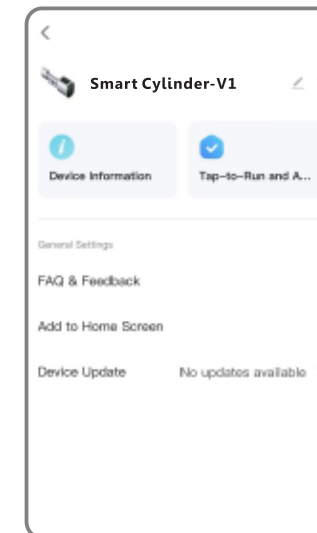 Smart Cylinder-V1
Device Information
Tap-to-Run and A...
General Settings
FAQ & Feedback
Add to Home Screen
Device Update No updates available